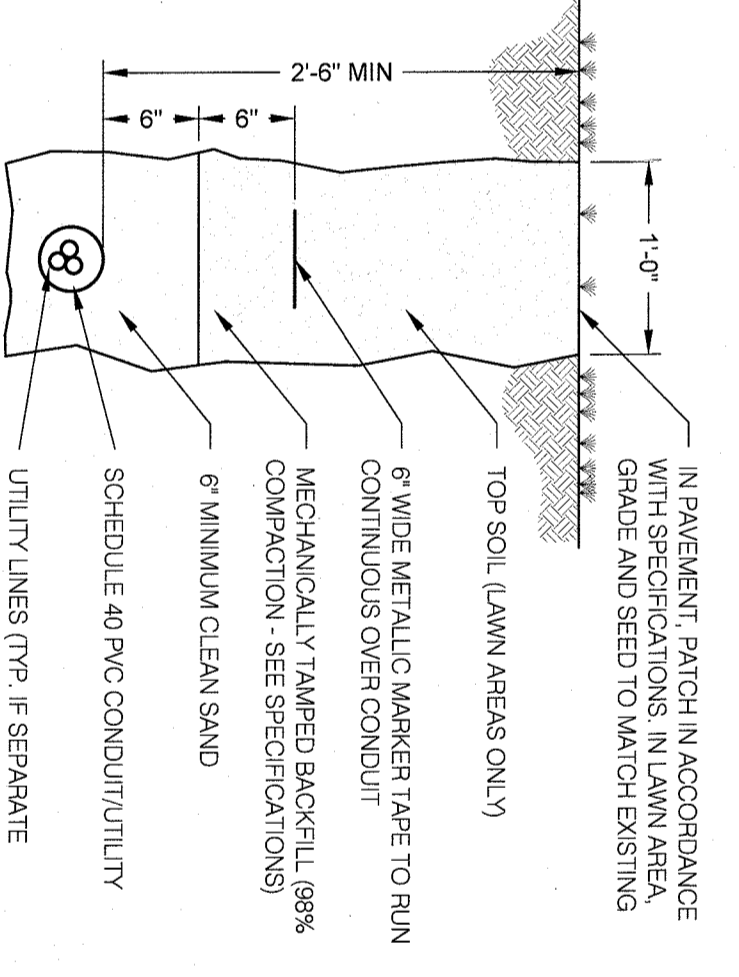 2'-6" MIN
6"
6"
1'-0"
IN PAVEMENT, PATCH IN ACCORDANCE
WITH SPECIFICATIONS. IN LAWN AREA,
GRADE AND SEED TO MATCH EXISTING
TOP SOIL (LAWN AREAS ONLY)
6" WIDE METALLIC MARKER TAPE TO RUN
CONTINUOUS OVER CONDUIT
MECHANICALLY TAMPED BACKFILL (98%
COMPACTION - SEE SPECIFICATIONS)
6" MINIMUM CLEAN SAND
SCHEDULE 40 PVC CONDUIT/UTILITY
UTILITY LINES (TYP. IF SEPARATE